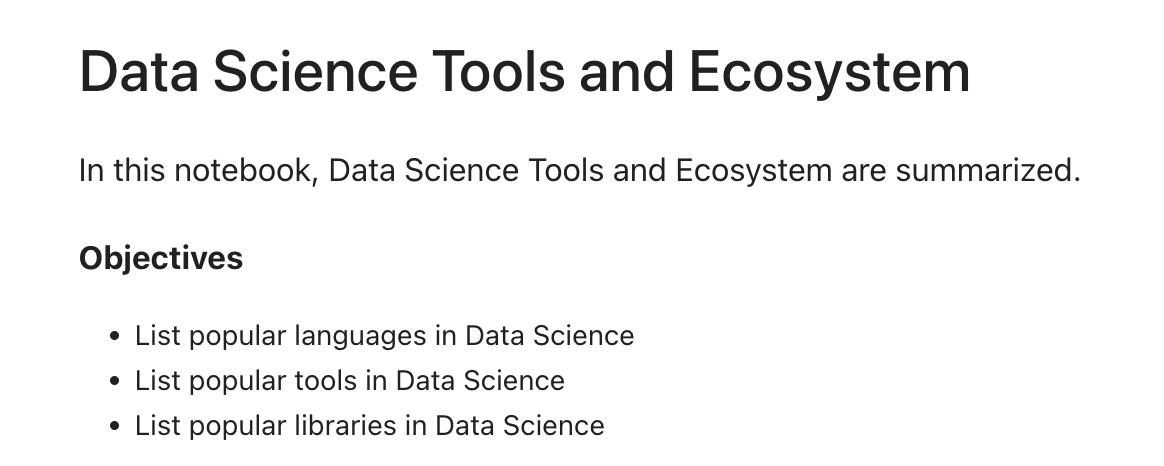 Data Science Tools and Ecosystem
In this notebook, Data Science Tools and Ecosystem are summarized.
Objectives
• List popular languages in Data Science
• List popular tools in Data Science
• List popular libraries in Data Science